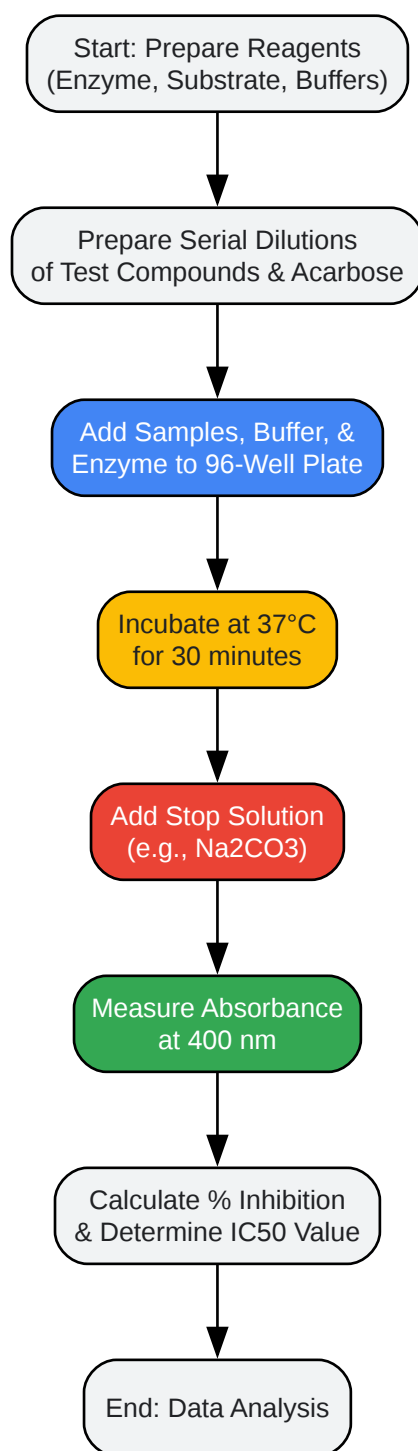 Start: Prepare Reagents
(Enzyme, Substrate, Buffers)
Prepare Serial Dilutions
of Test Compounds & Acarbose
Add Samples, Buffer, &
Enzyme to 96-Well Plate
Incubate at 37°C
for 30 minutes
Add Stop Solution
(e.g., Na2CO3)
Measure Absorbance
at 400 nm
Calculate % Inhibition
& Determine IC50 Value
End: Data Analysis